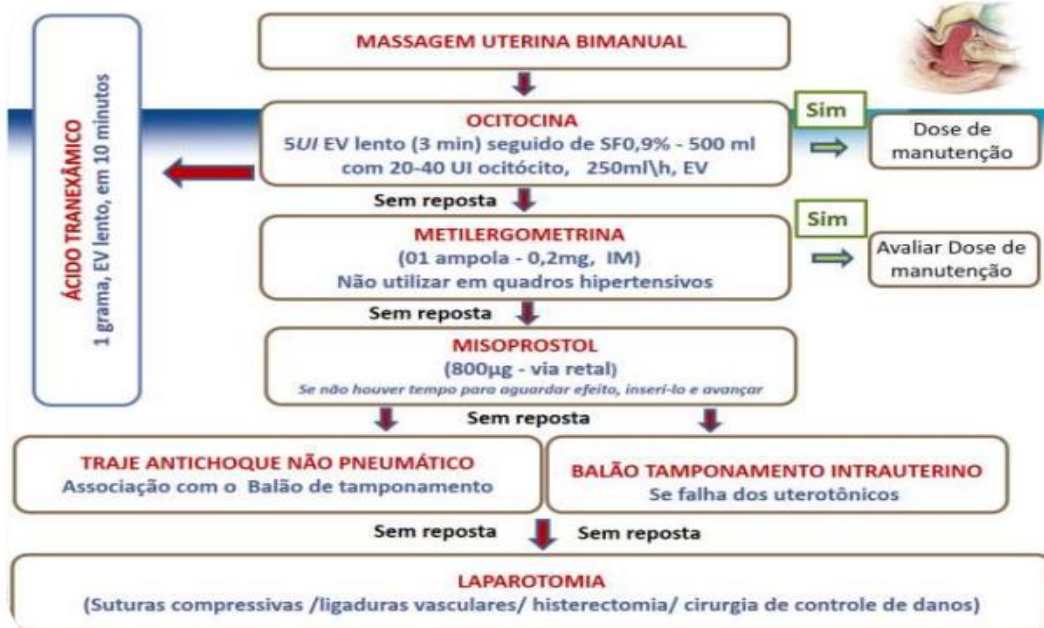 MASSAGEM UTERINA BIMANUAL
ÁCIDO TRANEXÂMICO
1 grama, EV lento, em 10 minutos
OCITOCINA
5UI EV lento (3 min) seguido de SF0,9% - 500 ml
com 20-40 UI ocitócito, 250ml\h, EV
Sim
Dose de
manutenção
Sem reposta
METILERGOMETRINA
(01 ampola - 0,2mg, IM)
Não utilizar em quadros hipertensivos
Sim
Avaliar Dose de
manutenção
Sem reposta
MISOPROSTOL
(800µg - via retal)
Se não houver tempo para aguardar efeito, inserí-lo e avançar
Sem reposta
TRAJE ANTICHOQUE NÃO PNEUMÁTICO
Associação com o Balão de tamponamento
BALÃO TAMPONAMENTO INTRAUTERINO
Se falha dos uterotônicos
Sem reposta
Sem reposta
LAPAROTOMIA
(Suturas compressivas /ligaduras vasculares/ histerectomia/ cirurgia de controle de danos)